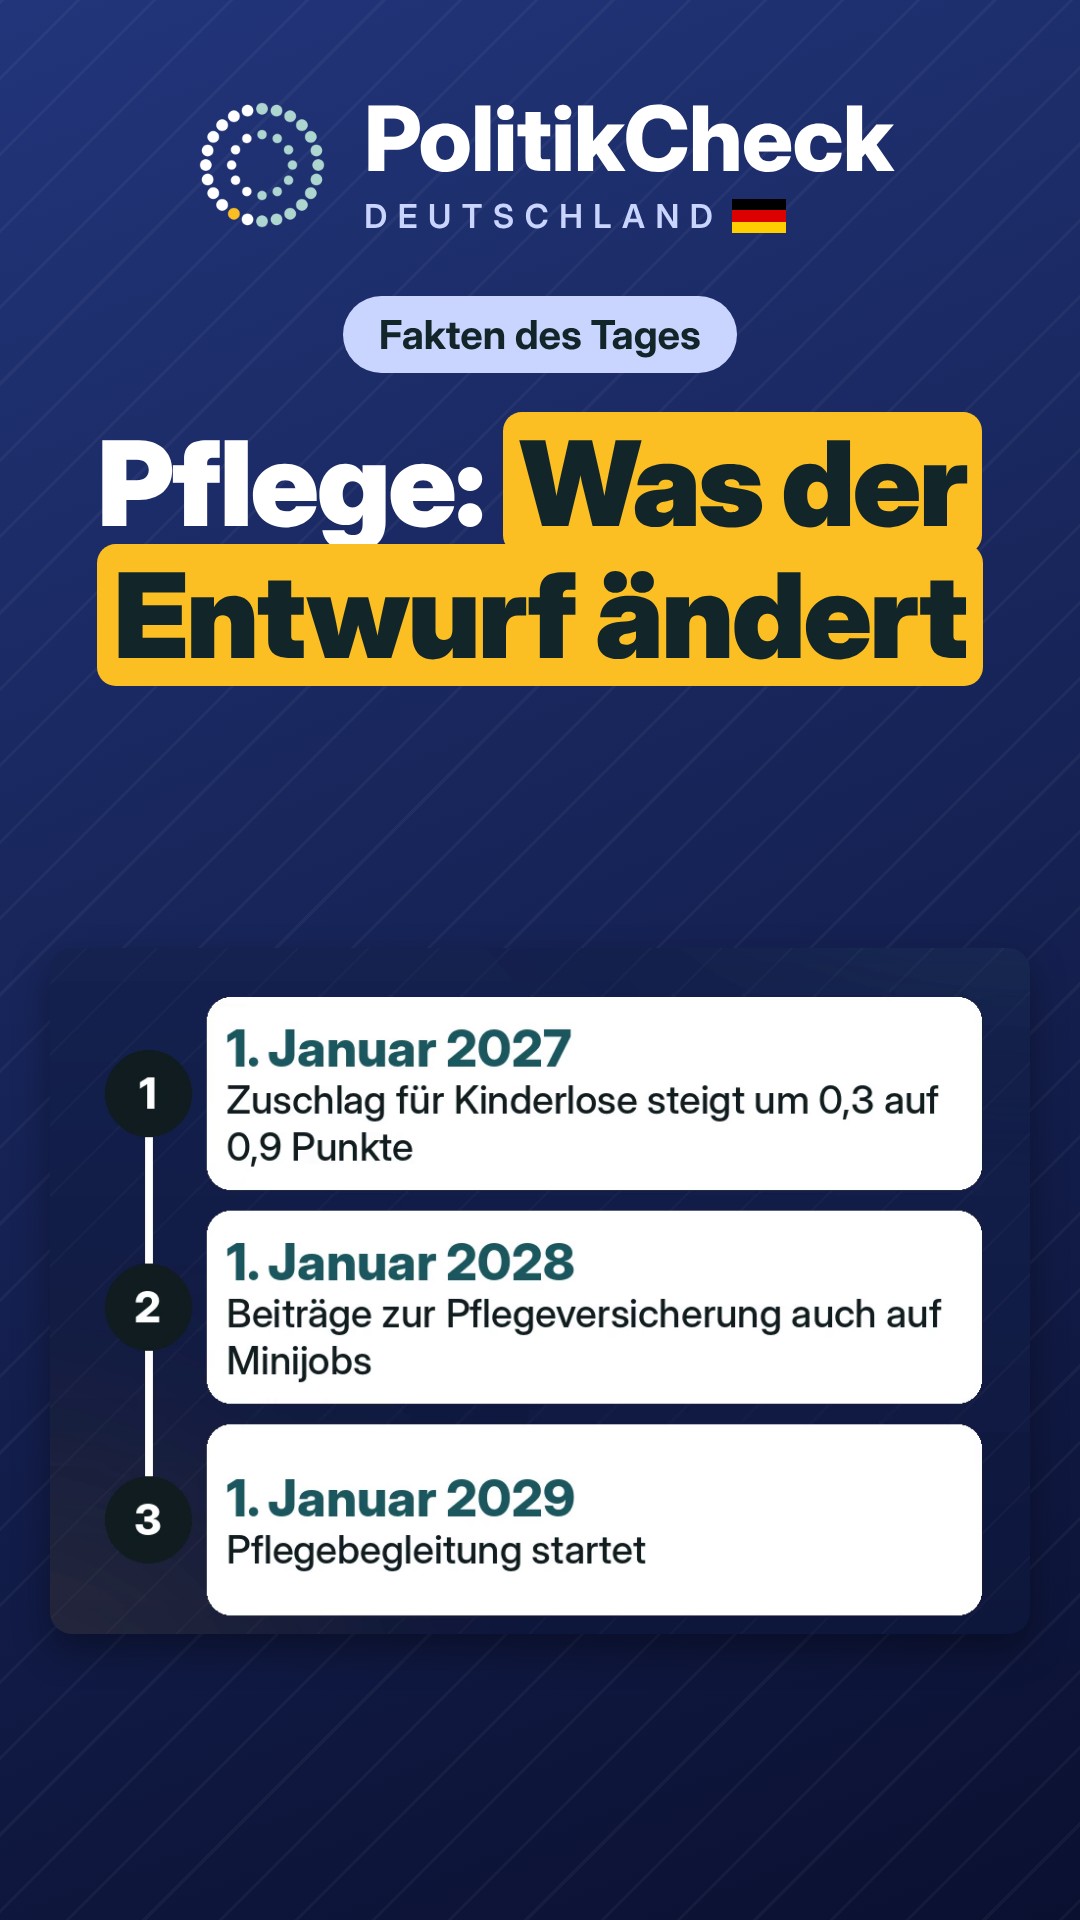 PolitikCheck
DEUTSCHLAND
Fakten des Tages
Pflege: Was der
Entwurf ändert
1
1. Januar 2027
Zuschlag für Kinderlose steigt um 0,3 auf
0,9 Punkte
2
1. Januar 2028
Beiträge zur Pflegeversicherung auch auf
Minijobs
3
1. Januar 2029
Pflegebegleitung startet